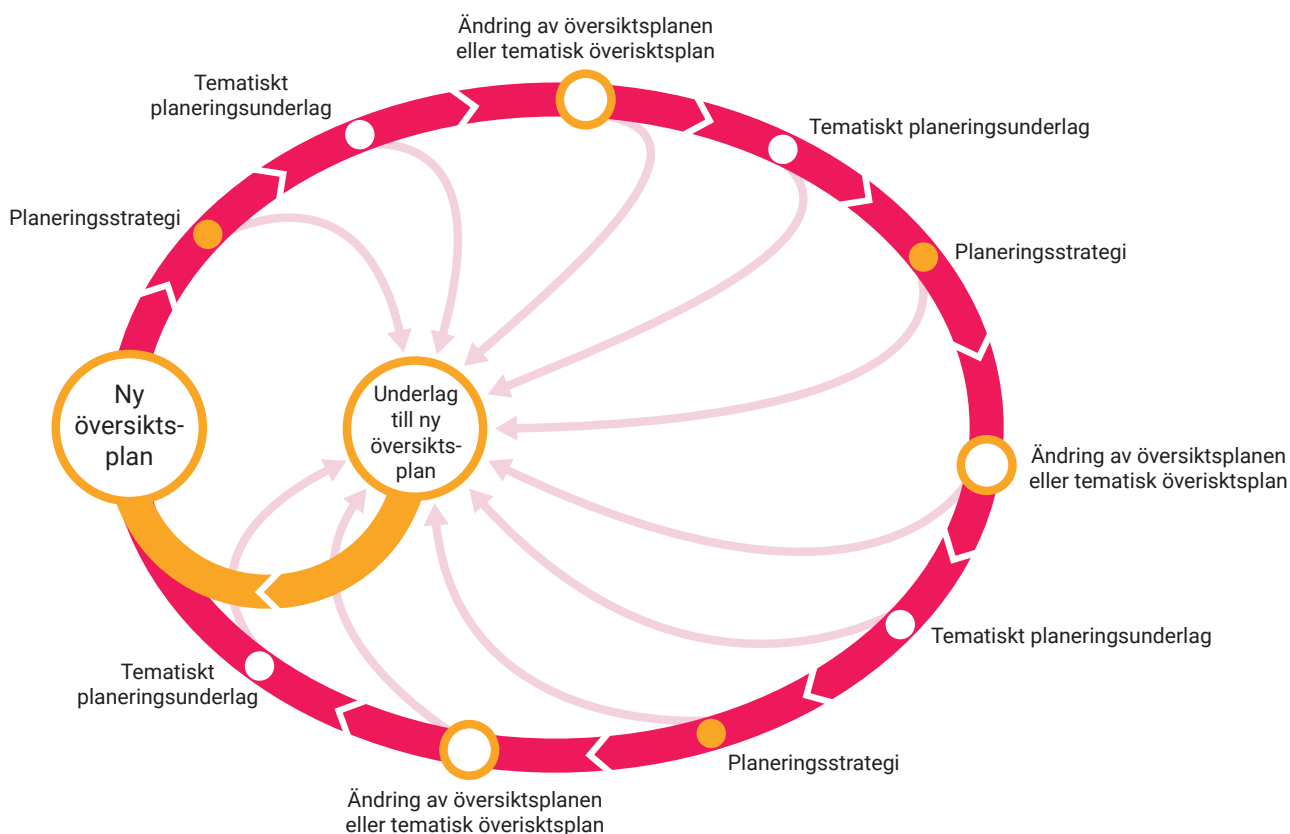 Ändring av översiktsplanen
eller tematisk överisktsplan
Tematiskt
planeringsunderlag
Tematiskt planeringsunderlag
Planeringsstrategi
Planeringsstrategi
Ny
översikts-
plan
Underlag
till ny
översikts-
plan
Ändring av översiktsplanen
eller tematisk överisktsplan
Tematiskt planeringsunderlag
Tematiskt
planeringsunderlag
Planeringsstrategi
Ändring av översiktsplanen
eller tematisk överisktsplan